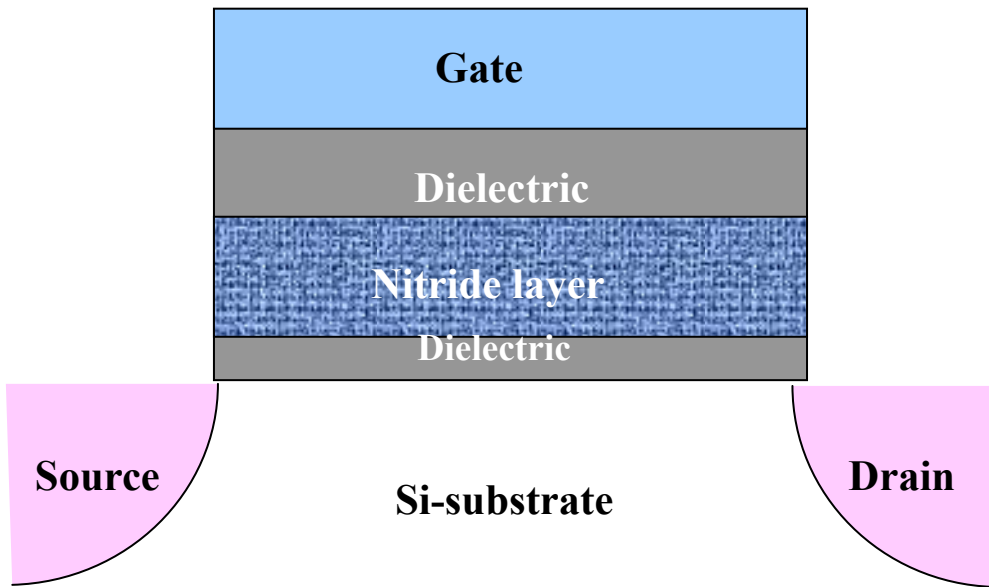 Gate
Dielectric
Nitride layer
Dielectric
Source
Si-substrate
Drain